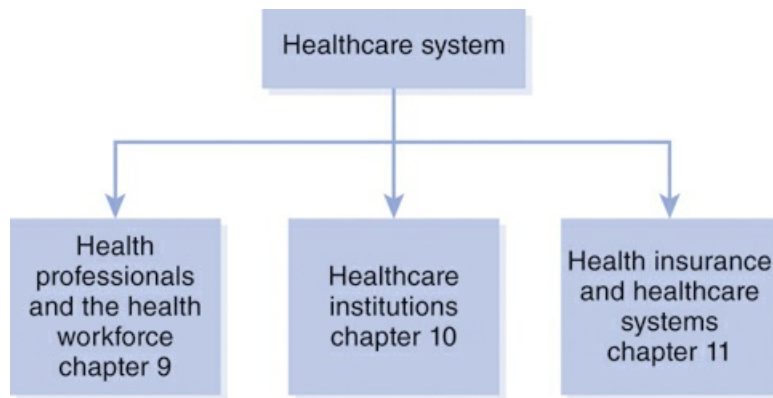 Healthcare system
Health
professionals
and the health
workforce
chapter 9
Healthcare
institutions
chapter 10
Health insurance
and healthcare
systems
chapter 11